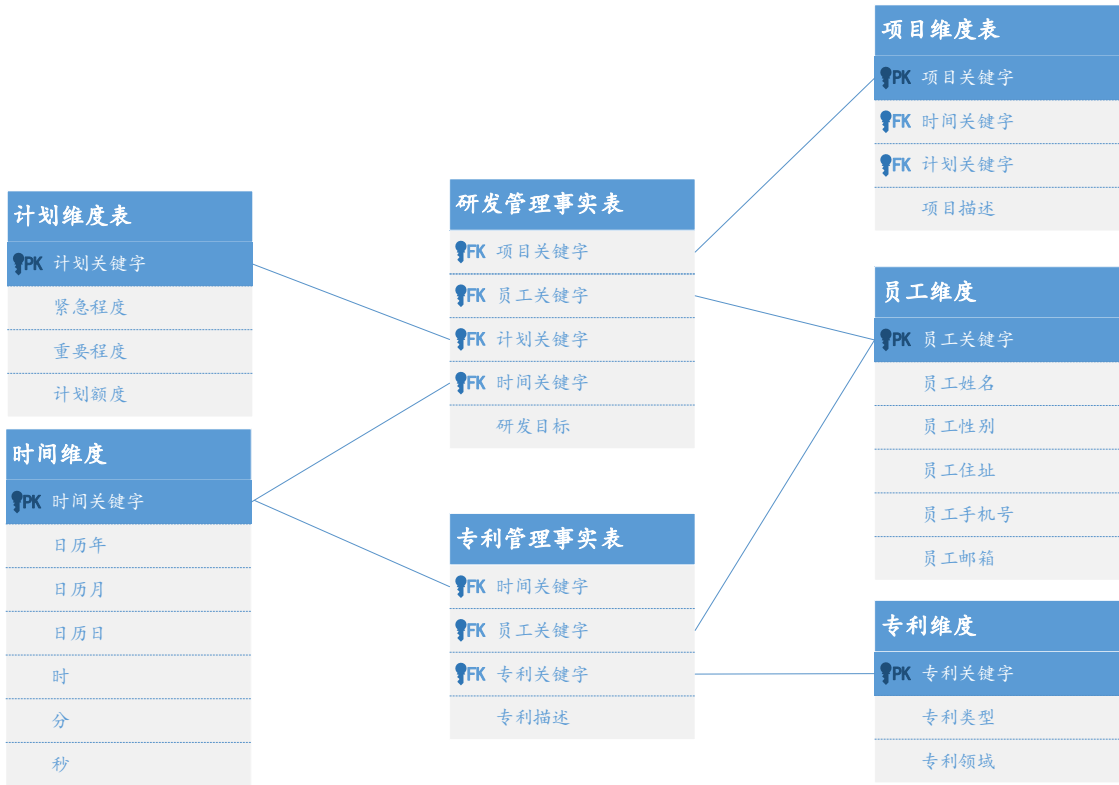 计划维度表
PK 计划关键字
紧急程度
重要程度
计划额度
时间维度
PK 时间关键字
日历年
日历月
日历日
时
分
秒
研发管理事实表
FK 项目关键字
FK 员工关键字
FK 计划关键字
FK 时间关键字
研发目标
专利管理事实表
FK 时间关键字
FK 员工关键字
FK 专利关键字
专利描述
项目维度表
PK 项目关键字
FK 时间关键字
FK 计划关键字
项目描述
员工维度
PK 员工关键字
员工姓名
员工性别
员工住址
员工手机号
员工邮箱
专利维度
PK 专利关键字
专利类型
专利领域